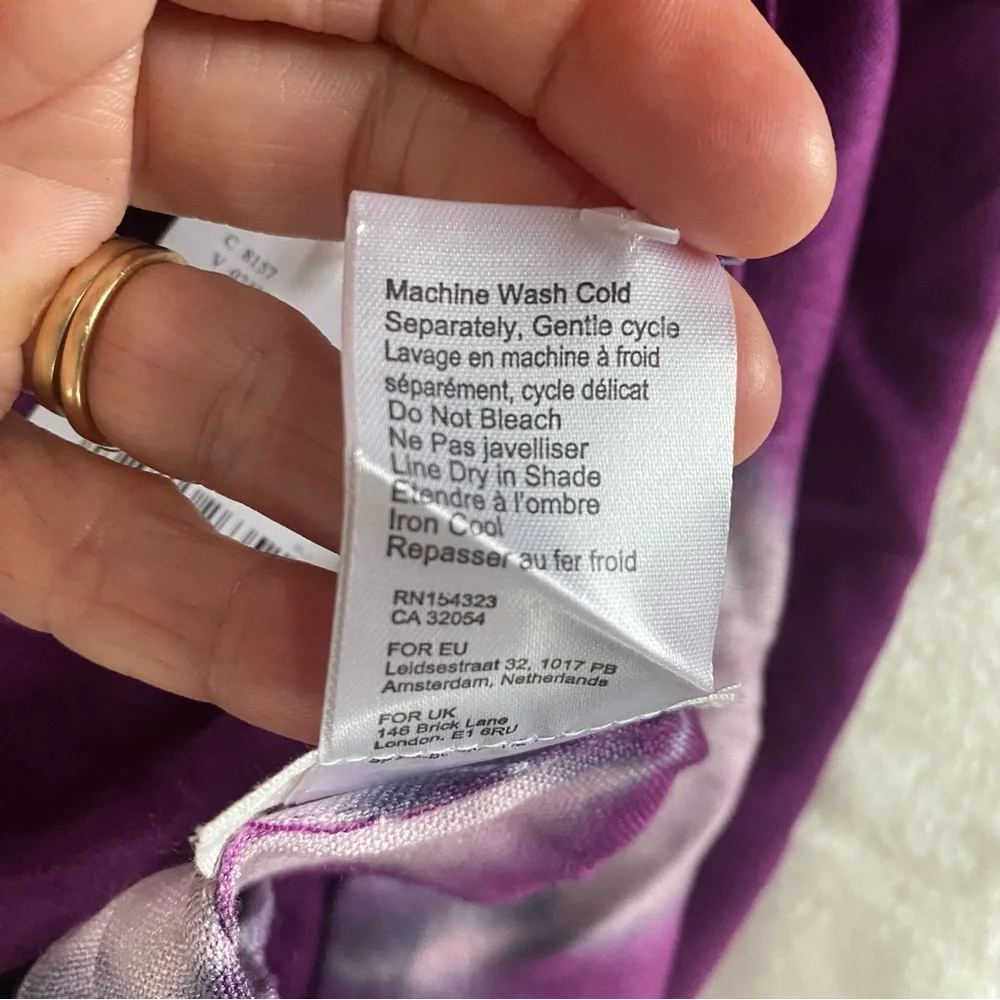 C 8157
V
Machine Wash Cold
Separately, Gentle cycle
Lavage en machine à froid
séparément, cycle délicat
Do Not Bleach
Ne Pas javelliser
Line Dry in Shade
Etendre à l'ombre
Iron Cool
Repasser au fer froid
RN154323
CA 32054
FOR EU
Leidsestraat 32, 1017 PB
Amsterdam, Netherlands
FOR UK
146 Brick Lane
London, E1 6RU